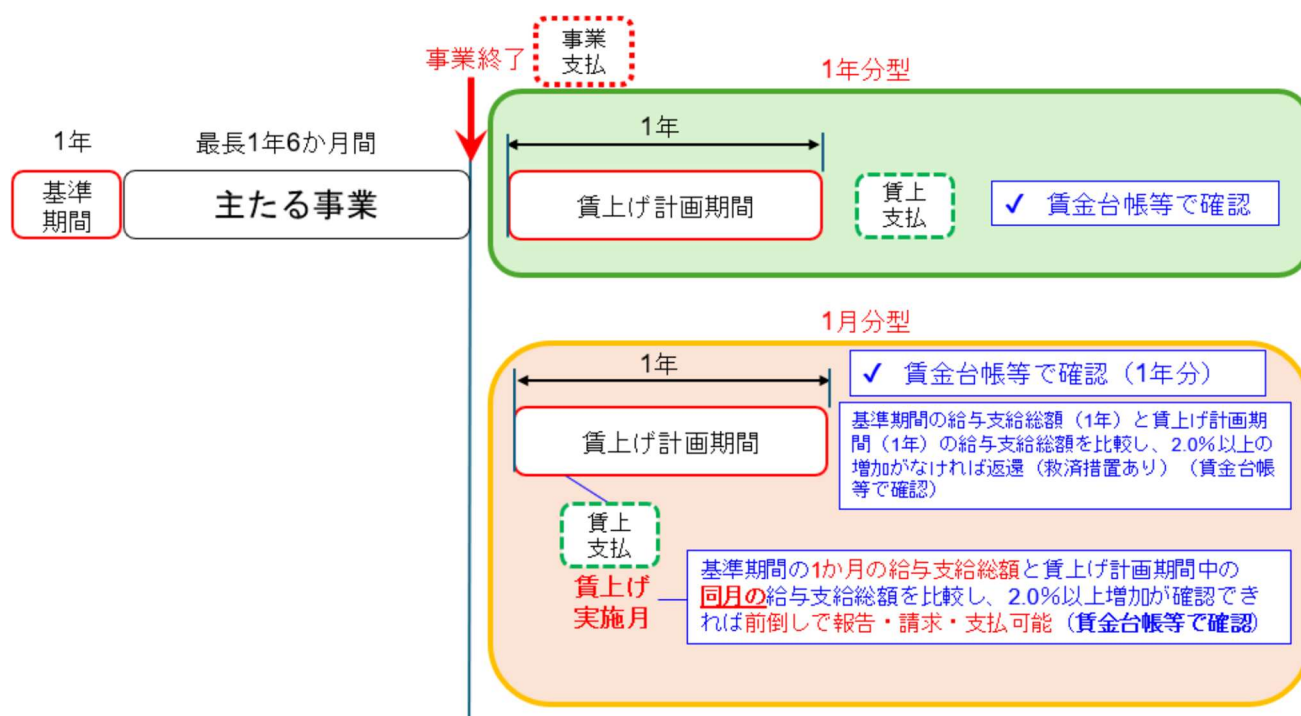 事業終了
事業
支払
1年分型
1年
最長1年6か月間
1年
基準
期間
主たる事業
賃上げ計画期間
賃上
支払
✓ 賃金台帳等で確認
1月分型
1年
✓ 賃金台帳等で確認（1年分）
賃上げ計画期間
基準期間の給与支給総額（1年）と賃上げ計画期
間（1年）の給与支給総額を比較し、2.0%以上の
増加がなければ返還（救済措置あり）（賃金台帳
等で確認）
賃上
支払
賃上げ
実施月
基準期間の1か月の給与支給総額と賃上げ計画期間中の
同月の給与支給総額を比較し、2.0%以上増加が確認でき
れば前倒しで報告・請求・支払可能（賃金台帳等で確認）